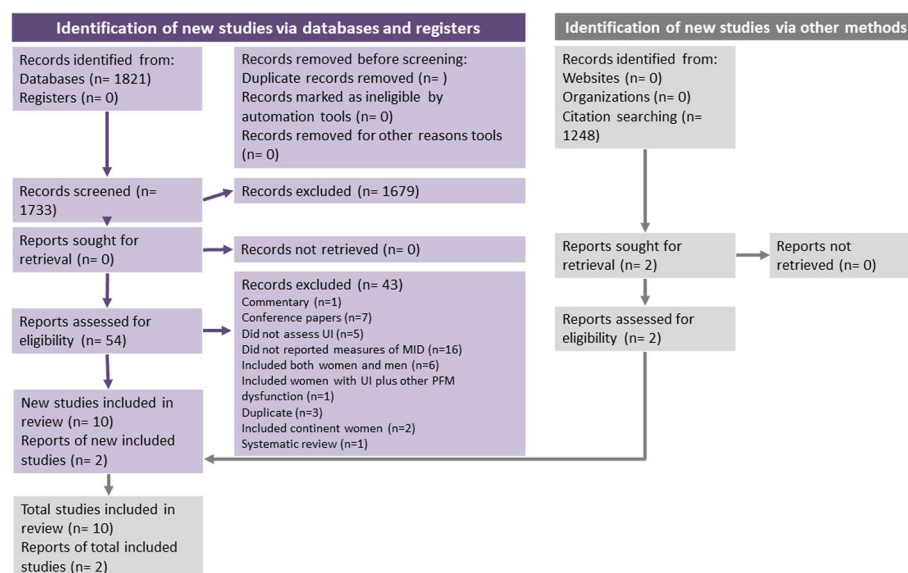 Identification of new studies via databases and registers
Identification of new studies via other methods
Records identified from:
Databases (n= 1821)
Registers (n= 0)
Records removed before screening:
Duplicate records removed (n= )
Records marked as ineligible by
automation tools (n= 0)
Records removed for other reasons tools
(n= 0)
Records identified from:
Websites (n= 0)
Organizations (n= 0)
Citation searching (n=
1248)
Records screened (n=
1733)
Records excluded (n= 1679)
Reports sought for
retrieval (n= 0)
Records not retrieved (n= 0)
Reports sought for
retrieval (n= 2)
Reports not
retrieved (n= 0)
Reports assessed for
eligibility (n= 54)
Records excluded (n= 43)
Commentary (n=1)
Conference papers (n=7)
Did not assess UI (n=5)
Did not reported measures of MID (n=16)
Included both women and men (n=6)
Included women with UI plus other PFM
dysfunction (n=1)
Duplicate (n=3)
Included continent women (n=2)
Systematic review (n=1)
Reports assessed for
eligibility (n= 2)
New studies included in
review (n= 10)
Reports of new included
studies (n= 2)
Total studies included in
review (n= 10)
Reports of total included
studies (n= 2)